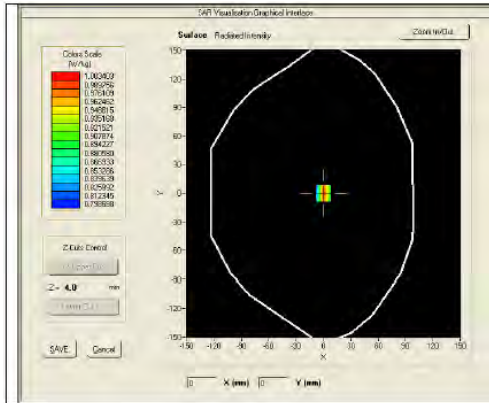 SAR Visualisation Graphical Interface
Surface Radiated Intensity
Zoom In/Out
Colors Scale
(W/Kg)
1.003403
0.989756
0.976109
0.962462
0.948815
0.935168
0.921521
0.907874
0.894227
0.880580
0.866933
0.853286
0.839639
0.825992
0.812345
0.798698
150
120
90
60
30
Y
0
-30
-60
-90
-120
-150
-150 -120 -90 -60 -30 0 30 60 90 120 150
X
Z Cuts Control
Z = 4.0 mm
SAVE Cancel
0 X (mm) 0 Y (mm)